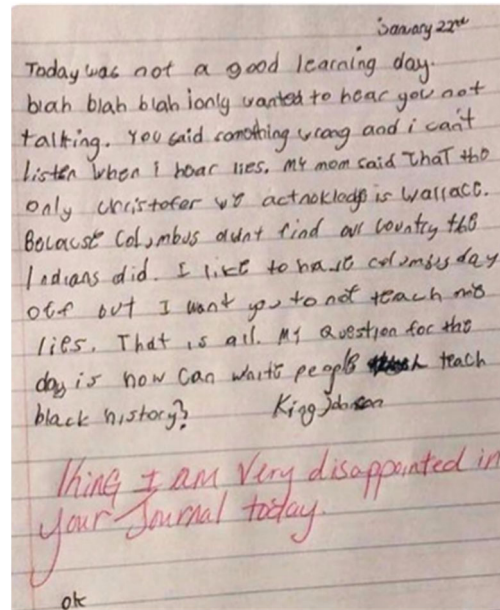 January 22nd
Today was not a good learning day.
blah blah blah i only wanted to hear you not
talking. You said something wrong and i can't
listen when i hear lies. My mom said That the
only christofer we acknoklodge is Wallace.
Because Columbus didnt find our country the
Indians did. I like to have columbus day
off but I want you to not teach me
lies. That is all. My question for the
day is how can white people teach
black history? King Johnson
King I am very disappointed in
your Journal today.
ok